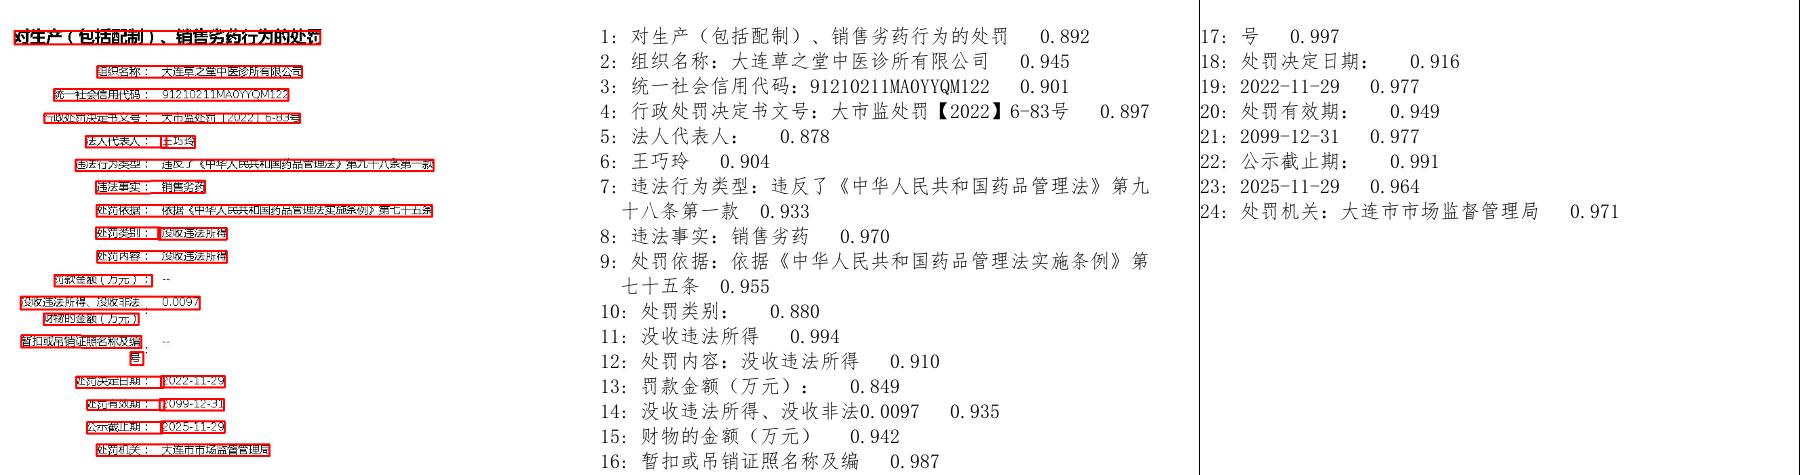 对生产（包括配制）、销售劣药行为的处罚
组织名称： 大连草之堂中医诊所有限公司
统一社会信用代码： 91210211MA0YYQM122
行政处罚决定书文号： 大市监处罚【2022】6-83号
法人代表人： 王巧玲
违法行为类型： 违反了《中华人民共和国药品管理法》第九十八条第一款
违法事实： 销售劣药
处罚依据： 依据《中华人民共和国药品管理法实施条例》第七十五条
处罚类别： 没收违法所得
处罚内容： 没收违法所得
罚款金额（万元）： --
没收违法所得、没收非法 0.0097
财物的金额（万元）：
暂扣或吊销证照名称及编 --
号：
处罚决定日期： 2022-11-29
处罚有效期： 2099-12-31
公示截止期： 2025-11-29
处罚机关： 大连市市场监督管理局
1: 对生产（包括配制）、销售劣药行为的处罚 0.892
2: 组织名称: 大连草之堂中医诊所有限公司 0.945
3: 统一社会信用代码: 91210211MA0YYQM122 0.901
4: 行政处罚决定书文号: 大市监处罚【2022】6-83号 0.897
5: 法人代表人: 0.878
6: 王巧玲 0.904
7: 违法行为类型: 违反了《中华人民共和国药品管理法》第九
十八条第一款 0.933
8: 违法事实: 销售劣药 0.970
9: 处罚依据: 依据《中华人民共和国药品管理法实施条例》第
七十五条 0.955
10: 处罚类别: 0.880
11: 没收违法所得 0.994
12: 处罚内容: 没收违法所得 0.910
13: 罚款金额（万元）: 0.849
14: 没收违法所得、没收非法0.0097 0.935
15: 财物的金额（万元） 0.942
16: 暂扣或吊销证照名称及编 0.987
17: 号 0.997
18: 处罚决定日期: 0.916
19: 2022-11-29 0.977
20: 处罚有效期: 0.949
21: 2099-12-31 0.977
22: 公示截止期: 0.991
23: 2025-11-29 0.964
24: 处罚机关: 大连市市场监督管理局 0.971